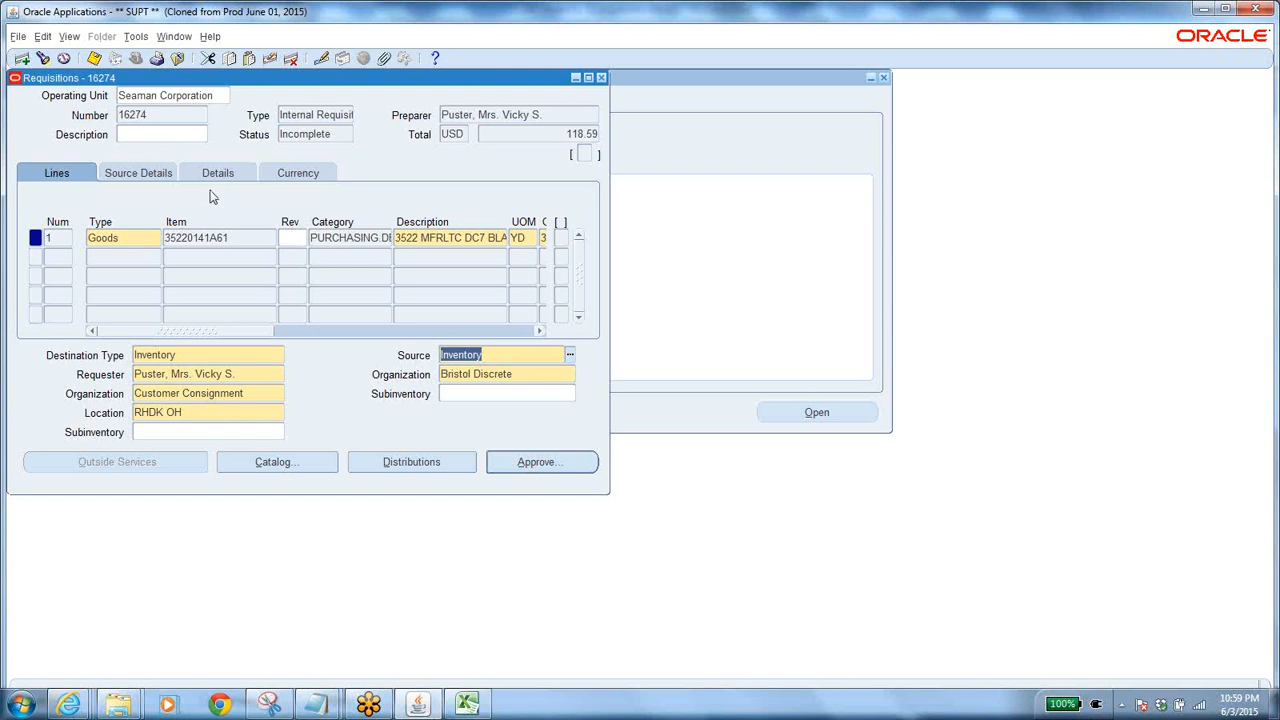 Oracle Applications - ** SUPT ** (Cloned from Prod June 01, 2015)
File Edit View Folder Tools Window Help
ORACLE
Requisitions - 16274
Operating Unit Seaman Corporation
Number 16274 Type Internal Requisit Preparer Puster, Mrs. Vicky S.
Description Status Incomplete Total USD 118.59
[ ]
Lines Source Details Details Currency
Num Type Item Rev Category Description UOM C [ ]
1 Goods 35220141A61 PURCHASING.DE 3522 MFRLTC DC7 BLA YD 3
Destination Type Inventory Source Inventory
Requester Puster, Mrs. Vicky S. Organization Bristol Discrete
Organization Customer Consignment Subinventory
Location RHDK OH
Subinventory
Open
Outside Services Catalog... Distributions Approve...
100% 10:59 PM
6/3/2015